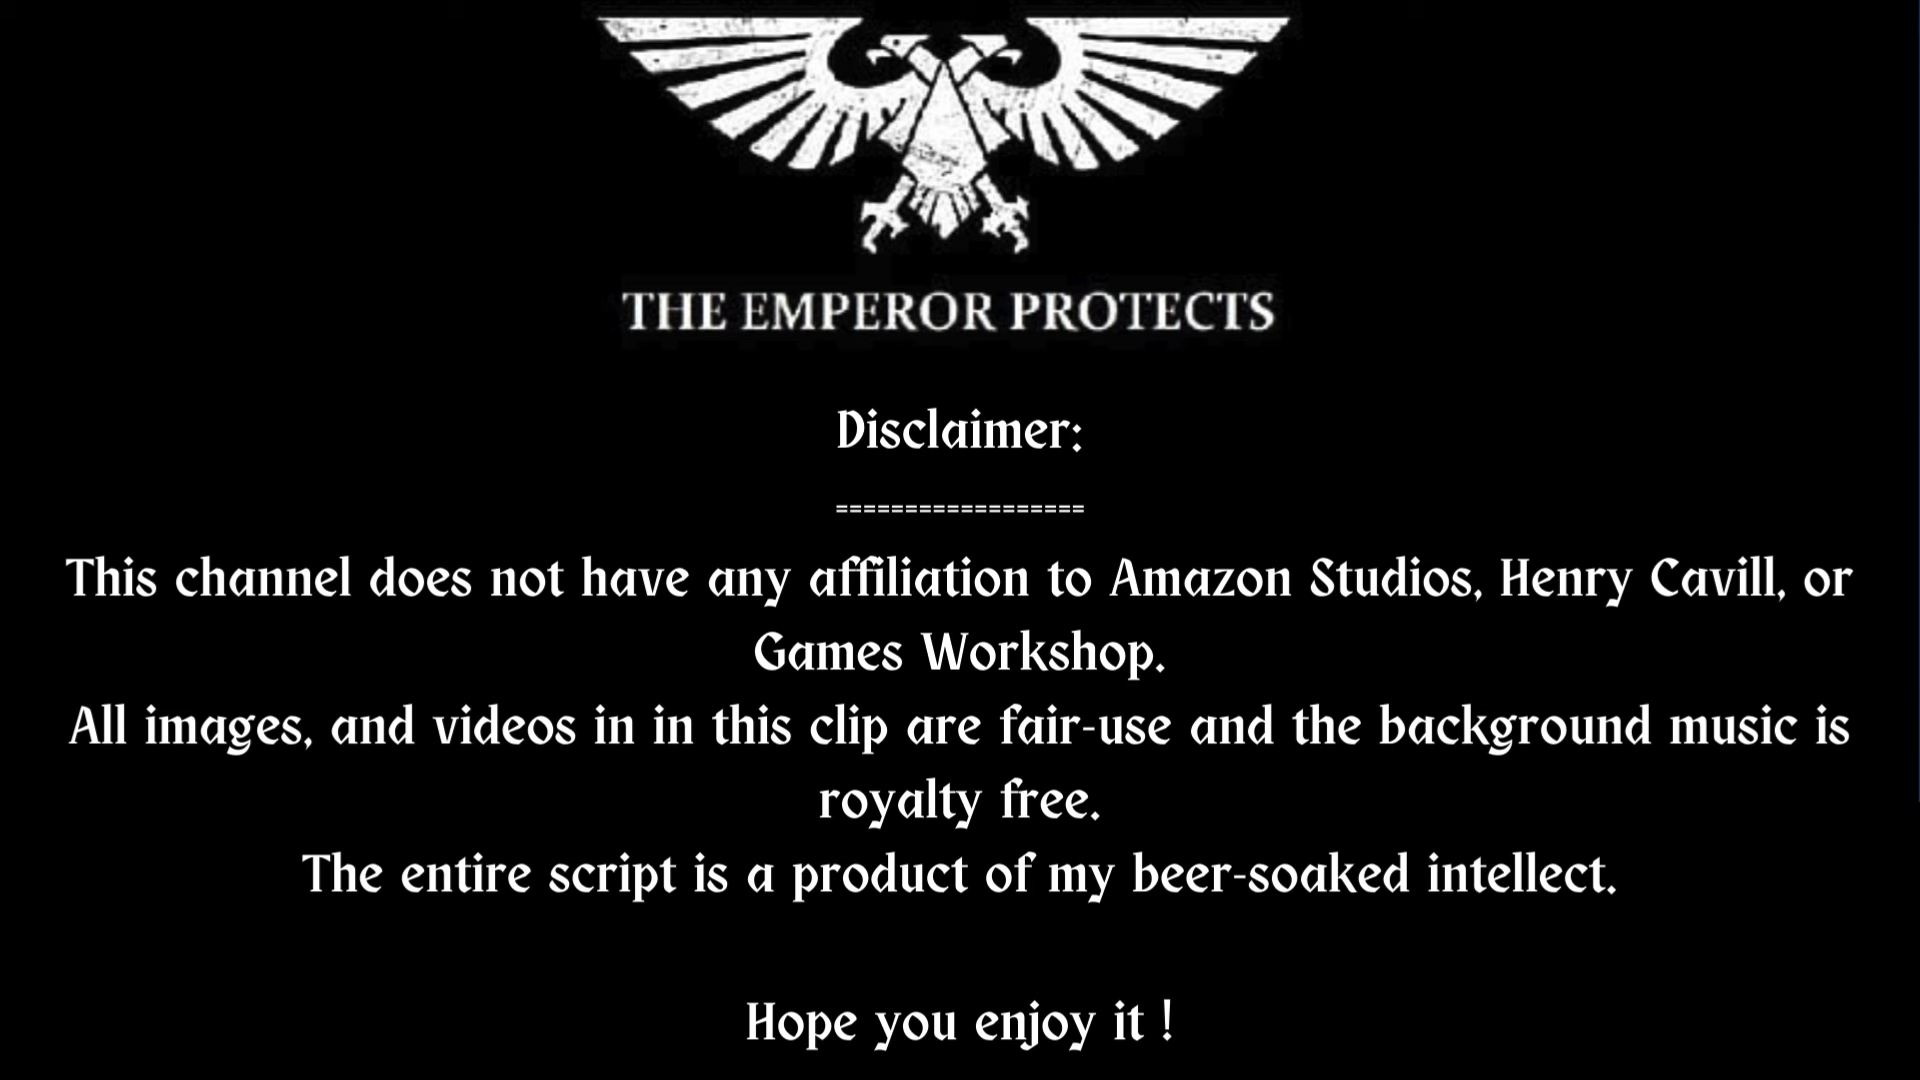 THE EMPEROR PROTECTS
Disclaimer:
==================
This channel does not have any affiliation to Amazon Studios, Henry Cavill, or
Games Workshop.
All images, and videos in in this clip are fair-use and the background music is
royalty free.
The entire script is a product of my beer-soaked intellect.
Hope you enjoy it !